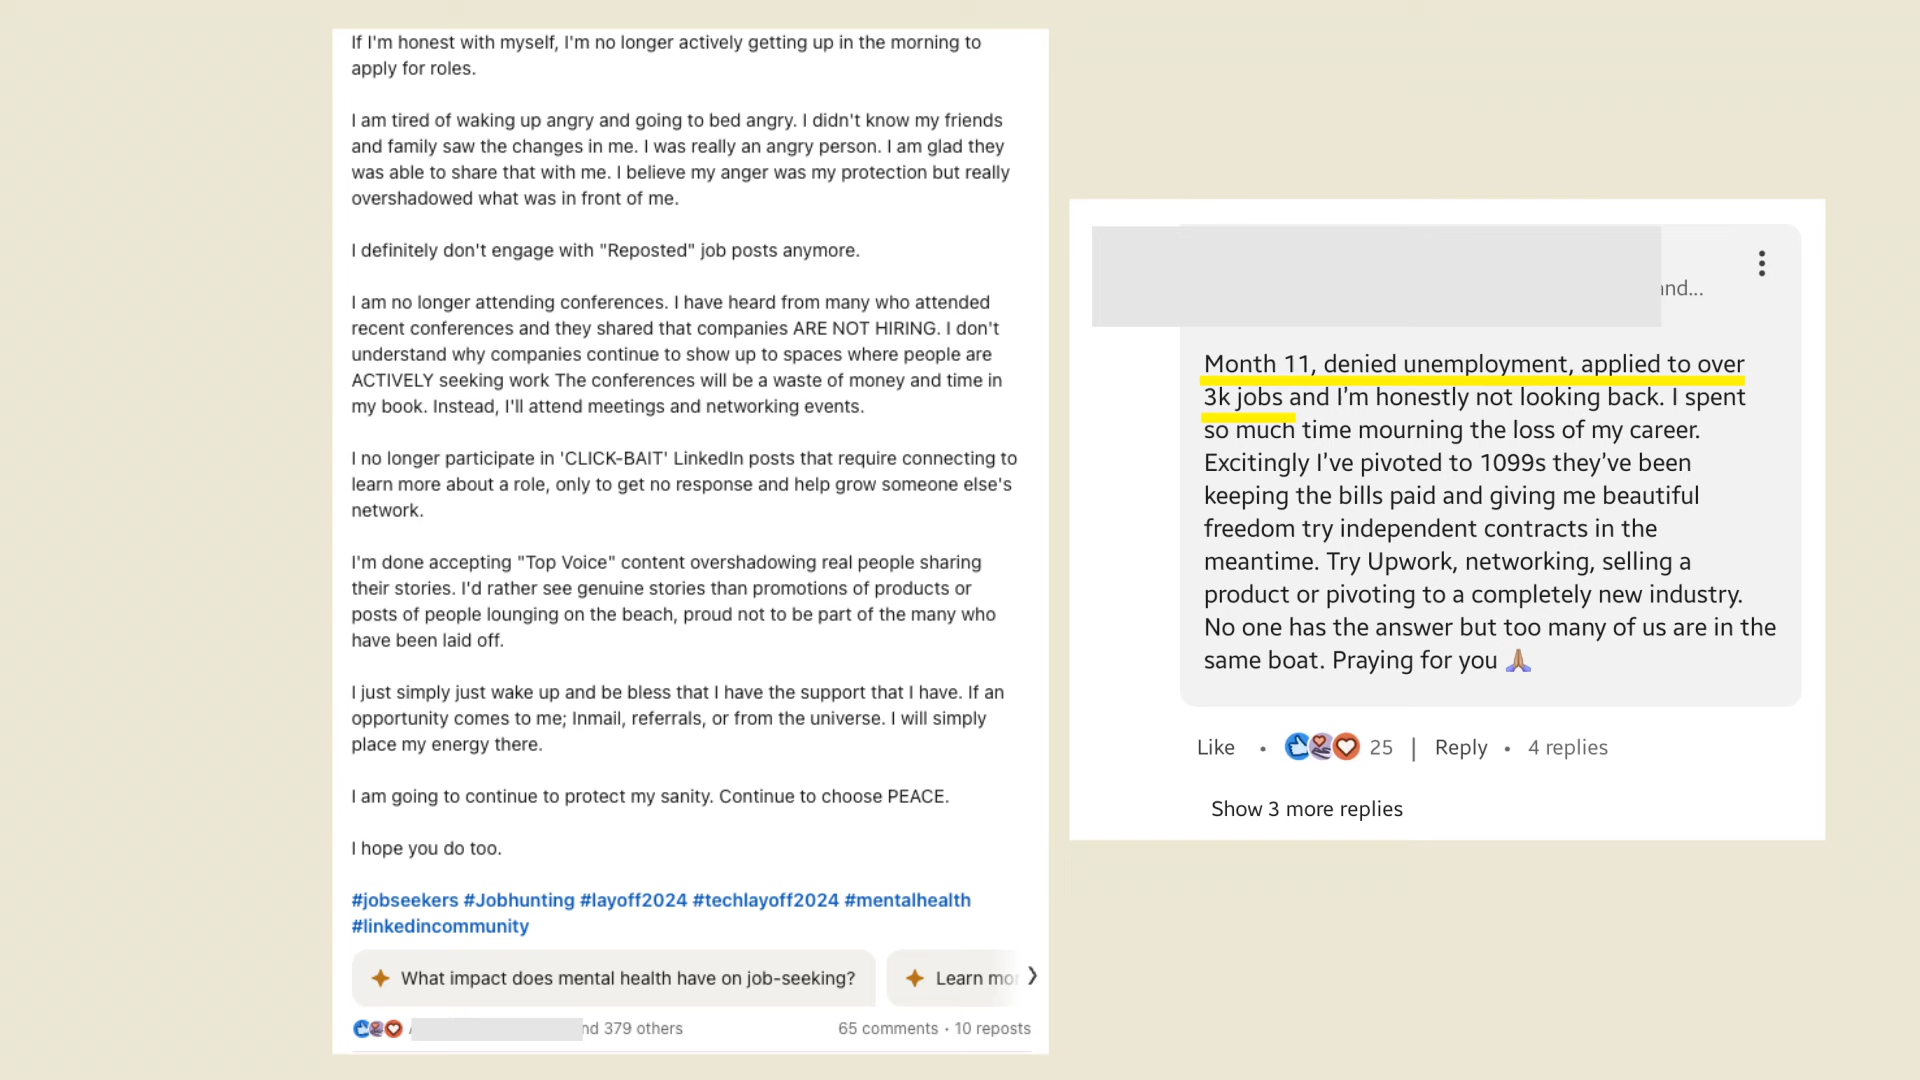 If I'm honest with myself, I'm no longer actively getting up in the morning to
apply for roles.
I am tired of waking up angry and going to bed angry. I didn't know my friends
and family saw the changes in me. I was really an angry person. I am glad they
was able to share that with me. I believe my anger was my protection but really
overshadowed what was in front of me.
I definitely don't engage with "Reposted" job posts anymore.
I am no longer attending conferences. I have heard from many who attended
recent conferences and they shared that companies ARE NOT HIRING. I don't
understand why companies continue to show up to spaces where people are
ACTIVELY seeking work The conferences will be a waste of money and time in
my book. Instead, I'll attend meetings and networking events.
I no longer participate in 'CLICK-BAIT' LinkedIn posts that require connecting to
learn more about a role, only to get no response and help grow someone else's
network.
I'm done accepting "Top Voice" content overshadowing real people sharing
their stories. I'd rather see genuine stories than promotions of products or
posts of people lounging on the beach, proud not to be part of the many who
have been laid off.
I just simply just wake up and be bless that I have the support that I have. If an
opportunity comes to me; Inmail, referrals, or from the universe. I will simply
place my energy there.
I am going to continue to protect my sanity. Continue to choose PEACE.
I hope you do too.
#jobseekers #Jobhunting #layoff2024 #techlayoff2024 #mentalhealth
#linkedincommunity
What impact does mental health have on job-seeking?
Learn mo
nd 379 others
65 comments • 10 reposts
nd...
Month 11, denied unemployment, applied to over
3k jobs and I'm honestly not looking back. I spent
so much time mourning the loss of my career.
Excitingly I've pivoted to 1099s they've been
keeping the bills paid and giving me beautiful
freedom try independent contracts in the
meantime. Try Upwork, networking, selling a
product or pivoting to a completely new industry.
No one has the answer but too many of us are in the
same boat. Praying for you 🙏🏽
Like • 25 | Reply • 4 replies
Show 3 more replies